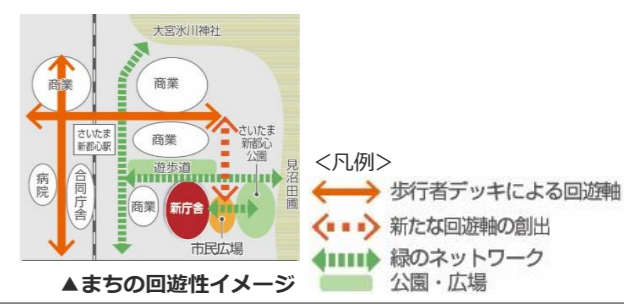 大宮氷川神社
商業
商業
さいたま
新都心駅
商業
さいたま
新都心
公園
遊歩道
見沼田圃
病院
合同庁舎
商業
新庁舎
市民広場
▲まちの回遊性イメージ
<凡例>
歩行者デッキによる回遊軸
新たな回遊軸の創出
緑のネットワーク
公園・広場